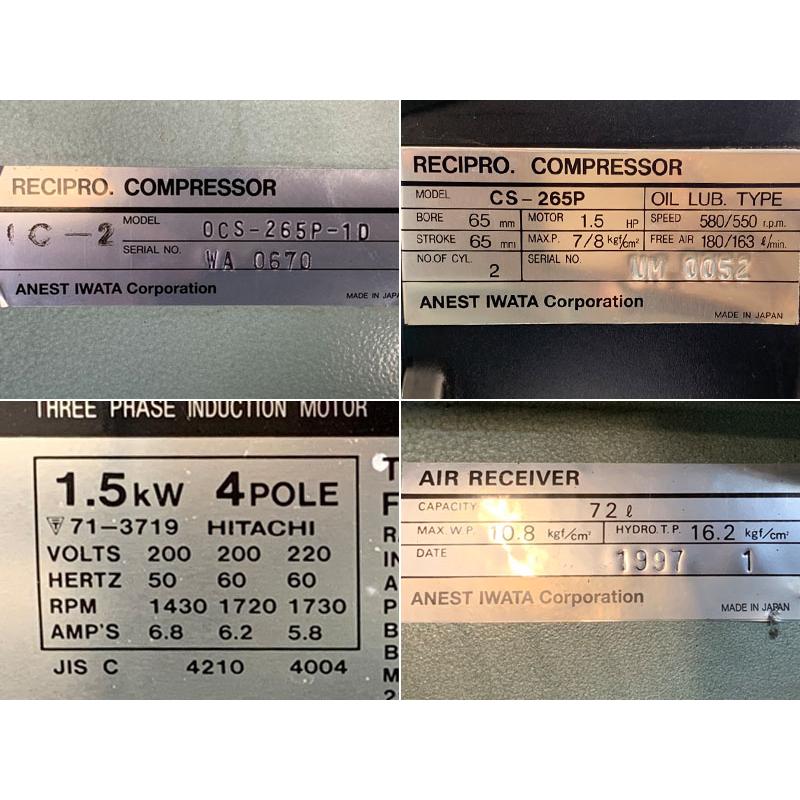 RECIPRO. COMPRESSOR
C-2 MODEL OCS-265P-1D
SERIAL NO. WA 0670
ANEST IWATA Corporation
MADE IN JAPA
RECIPRO. COMPRESSOR
MODEL CS-265P OIL LUB. TYPE
BORE 65 mm MOTOR 1.5 HP SPEED 580/550 r.p.m.
STROKE 65 mm MAX.P. 7/8 kgf/cm² FREE AIR 180/163 ℓ/min.
NO.OF CYL. 2 SERIAL NO. UM 0052
ANEST IWATA Corporation
MADE IN JAPAN
THREE PHASE INDUCTION MOTOR
1.5kW 4POLE
71-3719 HITACHI
VOLTS 200 200 220
HERTZ 50 60 60
RPM 1430 1720 1730
AMP'S 6.8 6.2 5.8
JIS C 4210 4004
AIR RECEIVER
CAPACITY 72 ℓ
MAX.W.P. 10.8 kgf/cm² HYDRO.T.P. 16.2 kgf/cm²
DATE 1997 1
ANEST IWATA Corporation
MADE IN JAPAN